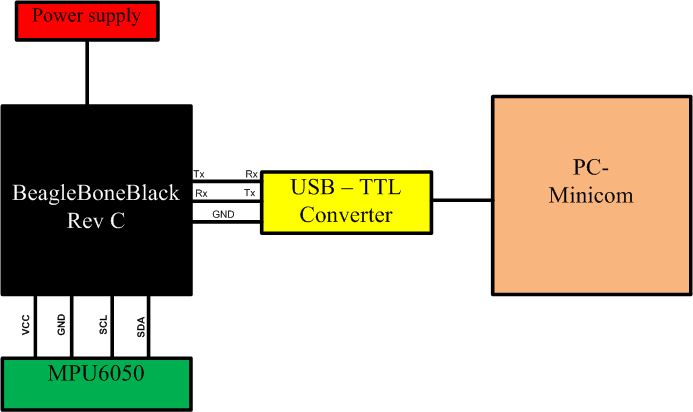 Power supply
Tx
Rx
BeagleBoneBlack
Rev C
Rx
Tx
GND
USB – TTL
Converter
PC-
Minicom
VCC
GND
SCL
SDA
MPU6050